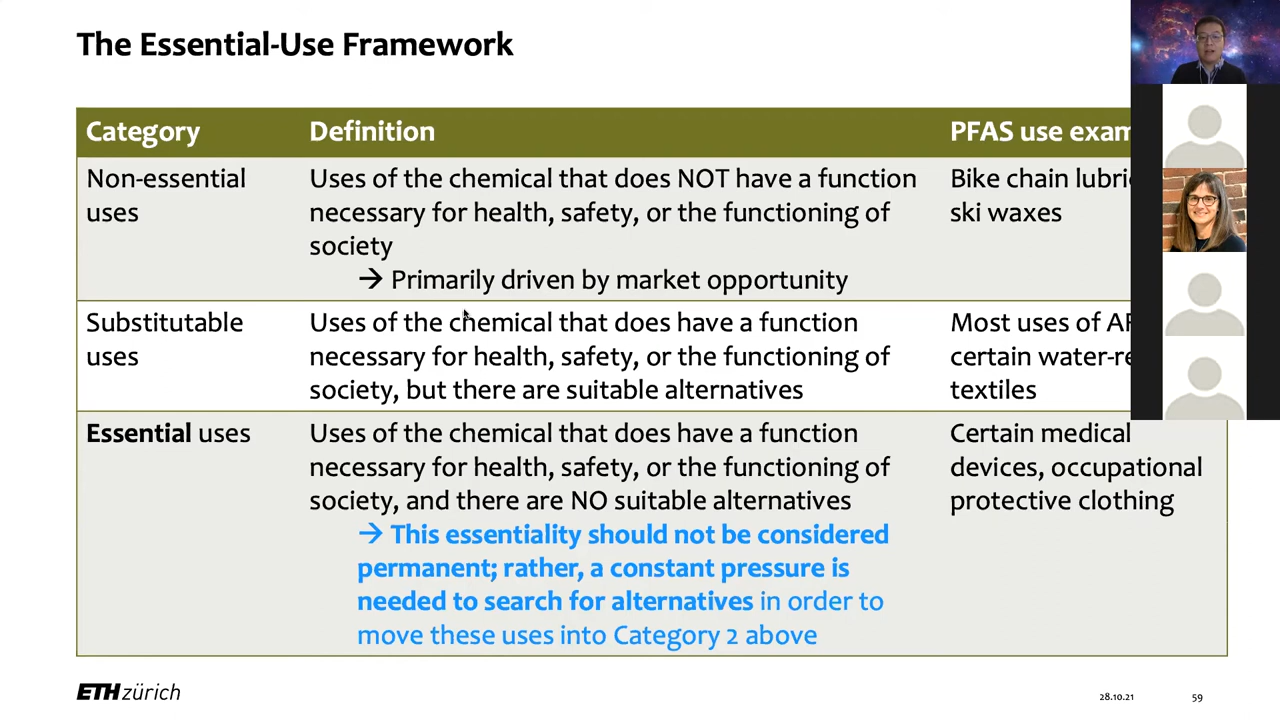 The Essential-Use Framework
Category
Definition
PFAS use
Non-essential
uses
Uses of the chemical that does NOT have a function
necessary for health, safety, or the functioning of
society
→ Primarily driven by market opportunity
Bike chain
ski waxes
Substitutable
uses
Uses of the chemical that does have a function
necessary for health, safety, or the functioning of
society, but there are suitable alternatives
Most uses of
certain
textiles
Essential uses
Uses of the chemical that does have a function
necessary for health, safety, or the functioning of
society, and there are NO suitable alternatives
→ This essentiality should not be considered
permanent; rather, a constant pressure is
needed to search for alternatives in order to
move these uses into Category 2 above
Certain medical
devices, occupational
protective clothing
ETH zürich
28.10.21
59